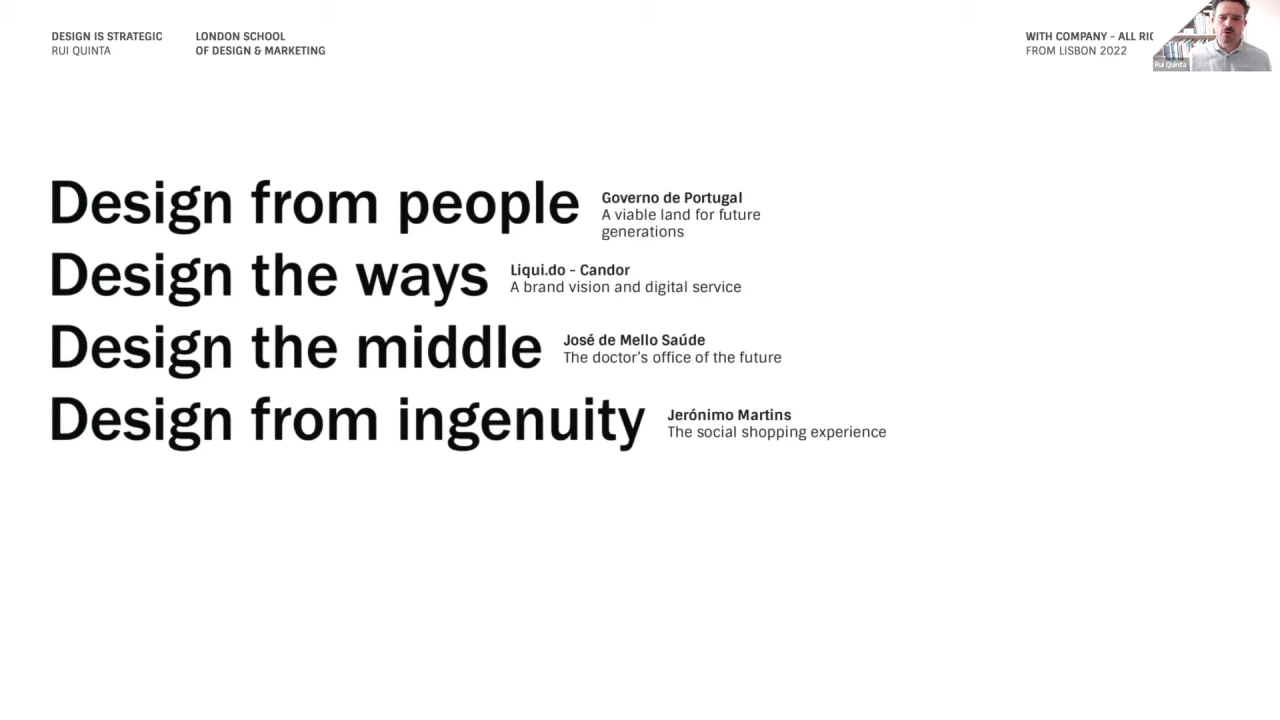 DESIGN IS STRATEGIC
RUI QUINTA
LONDON SCHOOL
OF DESIGN & MARKETING
WITH COMPANY - ALL
FROM LISBON 2022
Rui Quinta
Design from people
Governo de Portugal
A viable land for future
generations
Design the ways
Liqui.do - Candor
A brand vision and digital service
Design the middle
José de Mello Saúde
The doctor's office of the future
Design from ingenuity
Jerónimo Martins
The social shopping experience